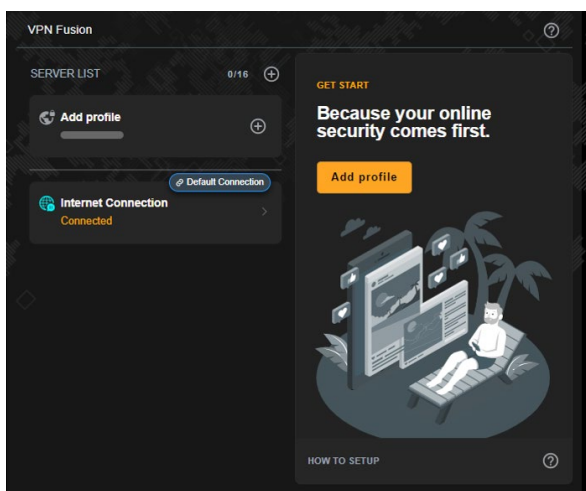 VPN Fusion
SERVER LIST
0/16
Add profile
Default Connection
Internet Connection
Connected
GET START
Because your online
security comes first.
Add profile
HOW TO SETUP